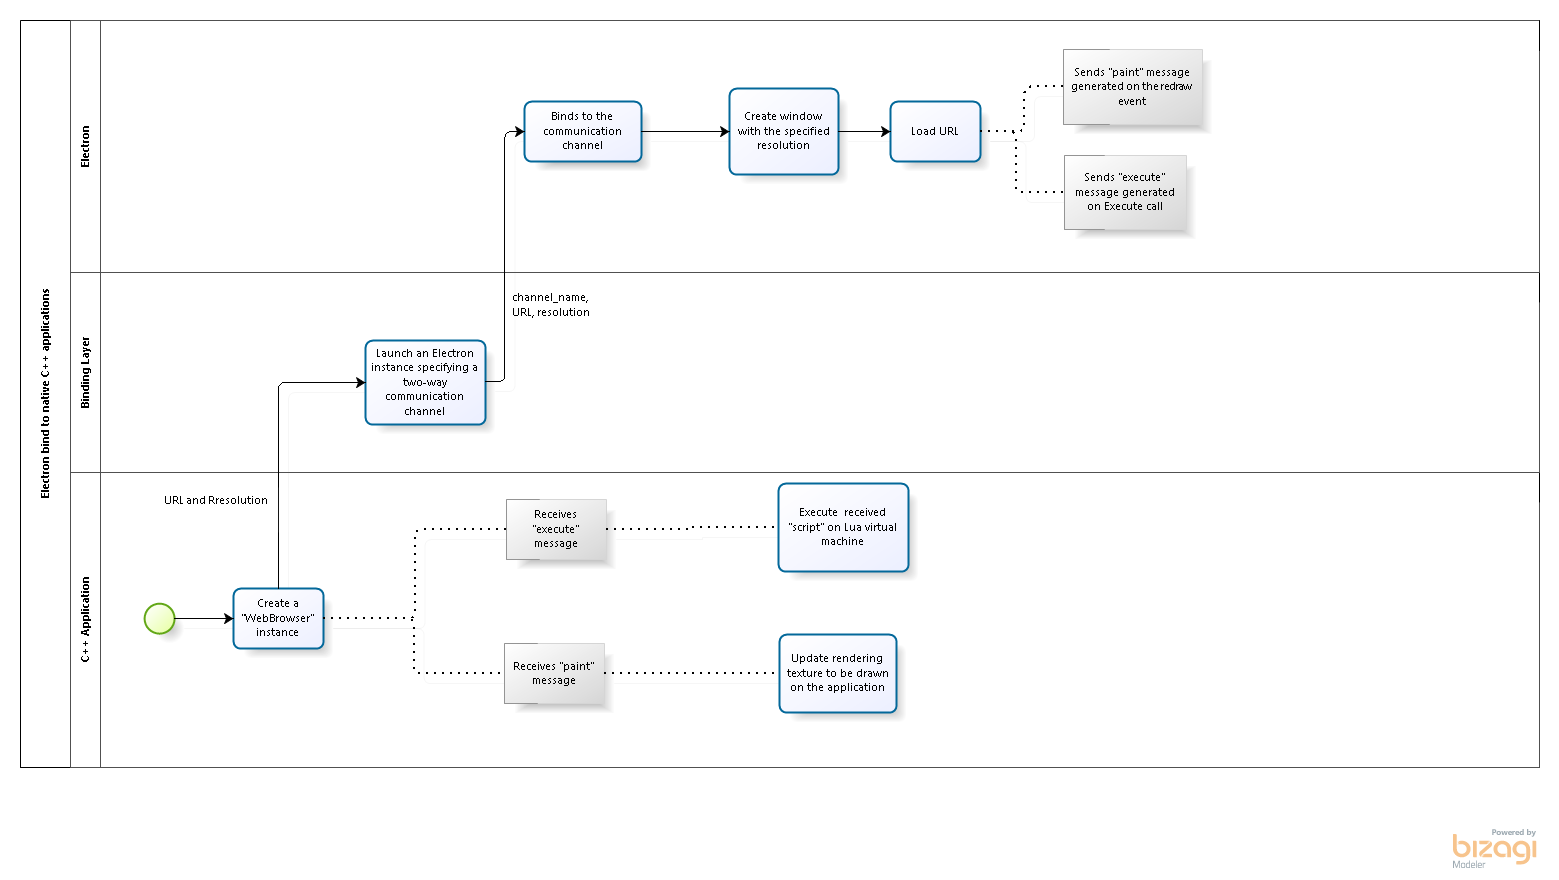 Electron bind to native C++ applications
Electron
Binds to the
communication
channel
Create window
with the specified
resolution
Load URL
Sends "paint" message
generated on the redraw
event
Sends "execute"
message generated
on Execute call
Binding Layer
channel_name,
URL, resolution
Launch an Electron
instance specifying a
two-way
communication
channel
C++ Application
URL and Rresolution
Create a
"WebBrowser"
instance
Receives
"execute"
message
Execute received
"script" on Lua virtual
machine
Receives "paint"
message
Update rendering
texture to be drawn
on the application
Powered by
bizagi
Modeler